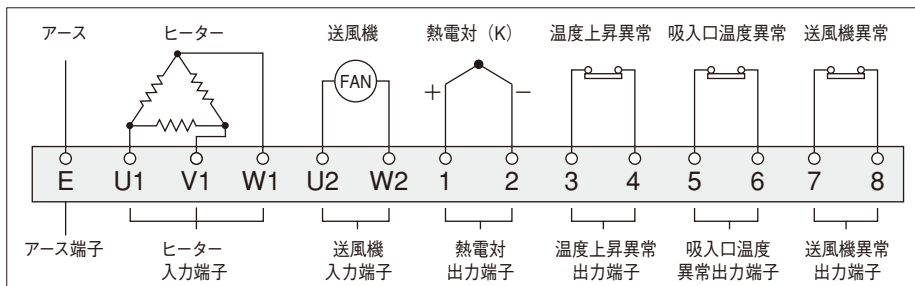 アース ヒーター 送風機 熱電対（K） 温度上昇異常 吸入口温度異常 送風機異常
FAN
＋ －
E U1 V1 W1 U2 W2 1 2 3 4 5 6 7 8
アース端子 ヒーター 送風機 熱電対 温度上昇異常 吸入口温度 送風機異常
入力端子 入力端子 出力端子 出力端子 異常出力端子 出力端子